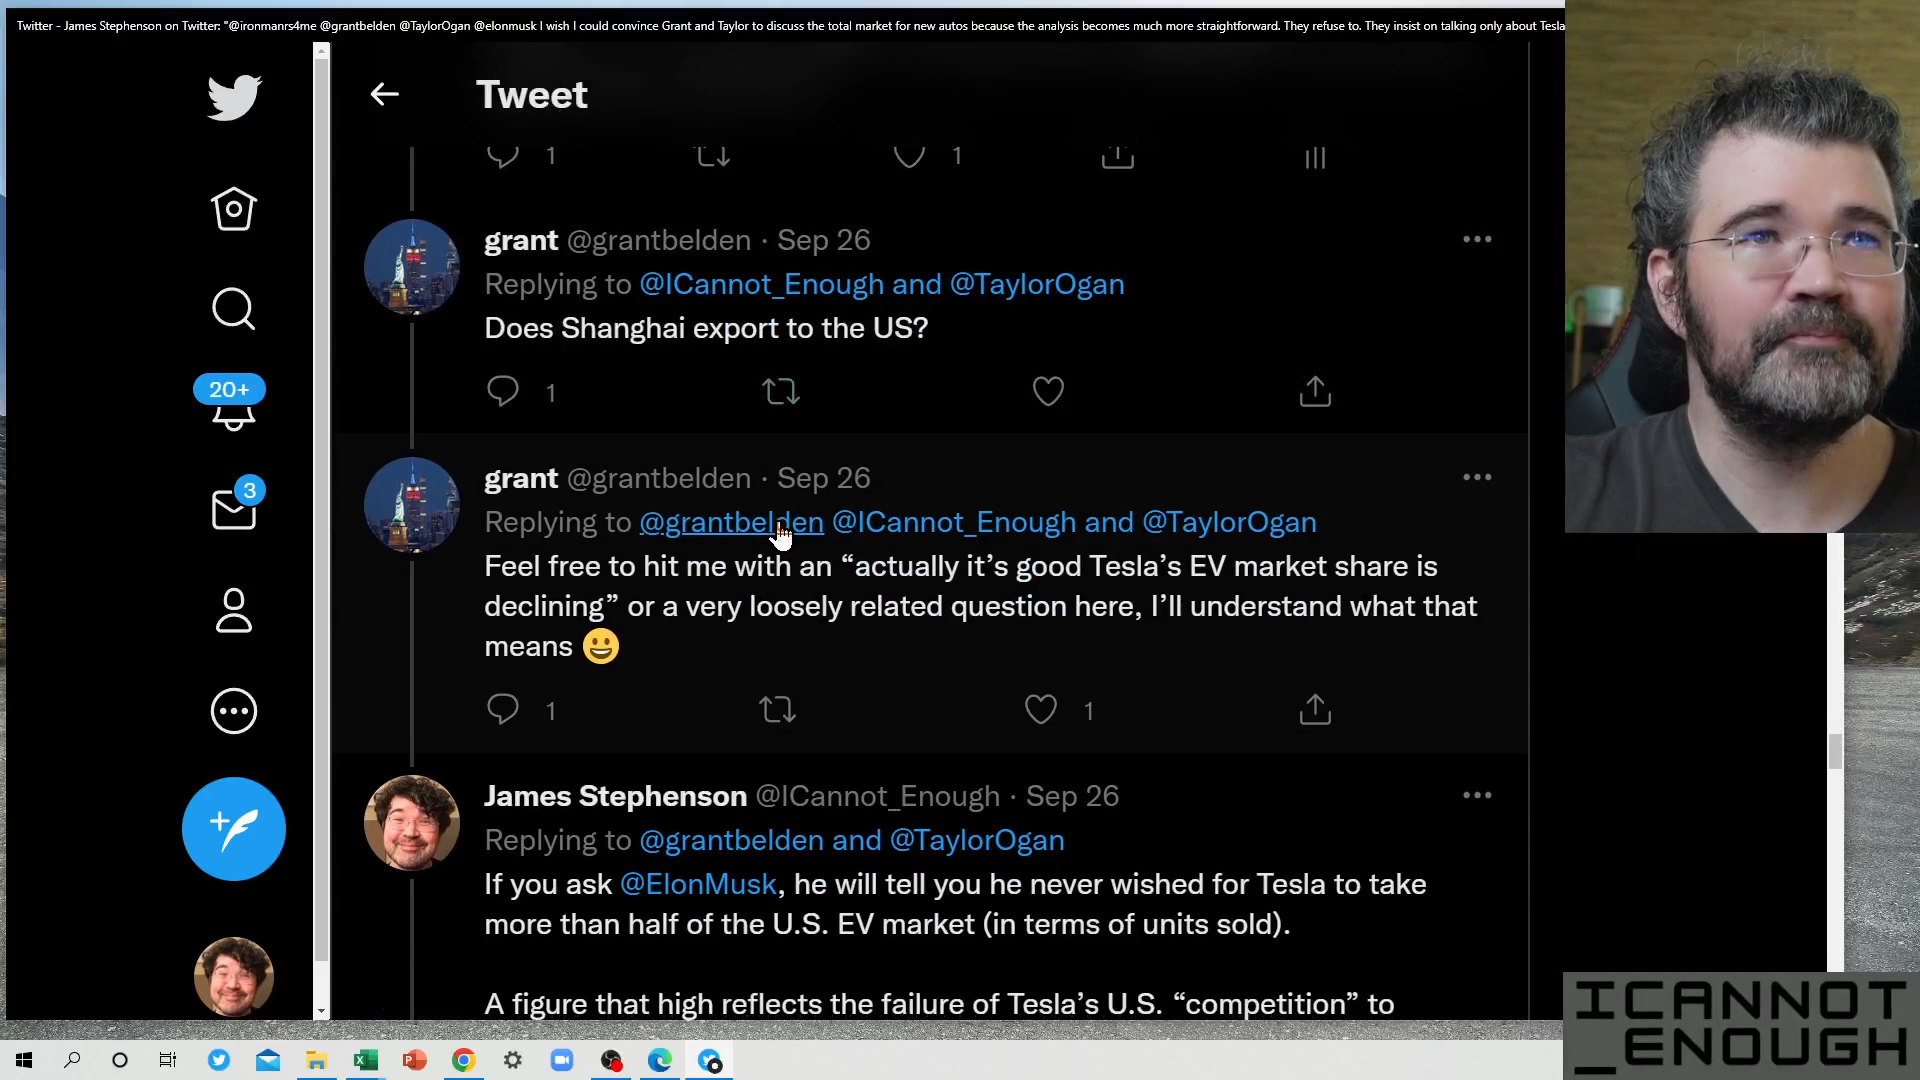 Twitter - James Stephenson on Twitter: "@ironmanrs4me @grantbelden @TaylorOgan @elonmusk I wish I could convince Grant and Taylor to discuss the total market for new autos because the analysis becomes much more straightforward. They refuse to. They insist on talking only about Tesla
Tweet
1 1
grant @grantbelden · Sep 26
Replying to @ICannot_Enough and @TaylorOgan
Does Shanghai export to the US?
1
20+
grant @grantbelden · Sep 26
Replying to @grantbelden @ICannot_Enough and @TaylorOgan
Feel free to hit me with an “actually it’s good Tesla’s EV market share is
declining” or a very loosely related question here, I’ll understand what that
means 😀
3
1 1
James Stephenson @ICannot_Enough · Sep 26
Replying to @grantbelden and @TaylorOgan
If you ask @ElonMusk, he will tell you he never wished for Tesla to take
more than half of the U.S. EV market (in terms of units sold).
A figure that high reflects the failure of Tesla’s U.S. “competition” to
ICANNOT
_ENOUGH